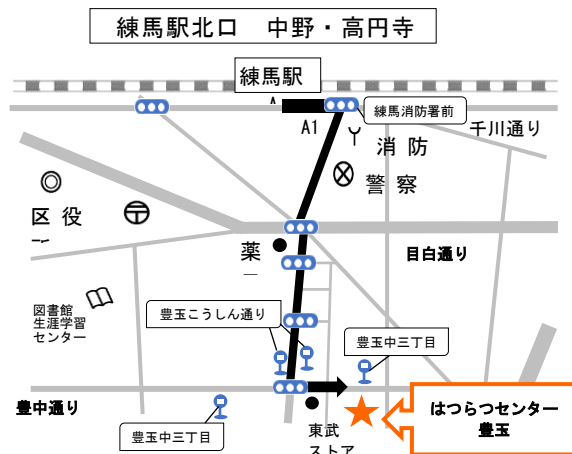 練馬駅北口　中野・高円寺
練馬駅
A1
練馬消防署前
千川通り
消防
警察
区役
薬
目白通り
図書館
生涯学習
センター
豊玉こうしん通り
豊玉中三丁目
豊中通り
豊玉中三丁目
東武
ストア
はつらつセンター
豊玉